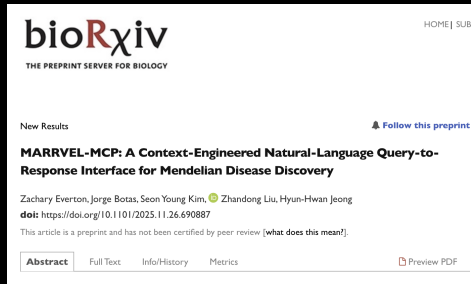 bioRxiv
HOME| SUB
THE PREPRINT SERVER FOR BIOLOGY
New Results
Follow this preprint
MARRVEL-MCP: A Context-Engineered Natural-Language Query-to-
Response Interface for Mendelian Disease Discovery
Zachary Everton, Jorge Botas, Seon Young Kim, Zhandong Liu, Hyun-Hwan Jeong
doi: https://doi.org/10.1101/2025.11.26.690887
This article is a preprint and has not been certified by peer review [what does this mean?].
Abstract Full Text Info/History Metrics Preview PDF